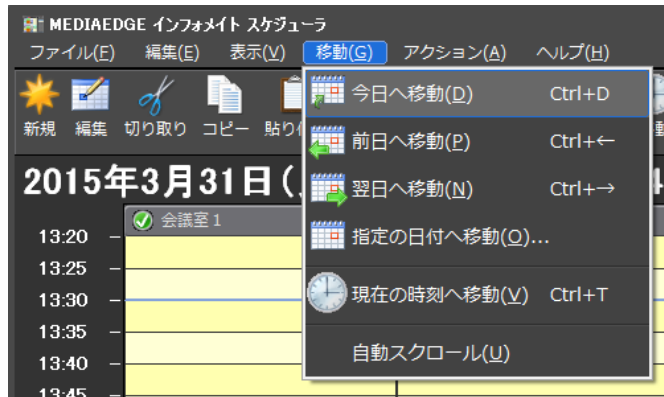 MEDIAEDGE インフォメイト スケジューラ
ファイル(F) 編集(E) 表示(V) 移動(G) アクション(A) ヘルプ(H)
新規 編集 切り取り コピー
今日へ移動(D) Ctrl+D
前日へ移動(P) Ctrl+←
翌日へ移動(N) Ctrl+→
指定の日付へ移動(O)...
現在の時刻へ移動(V) Ctrl+T
自動スクロール(U)
2015年3月31日(
会議室1
13:20
13:25
13:30
13:35
13:40
13:45